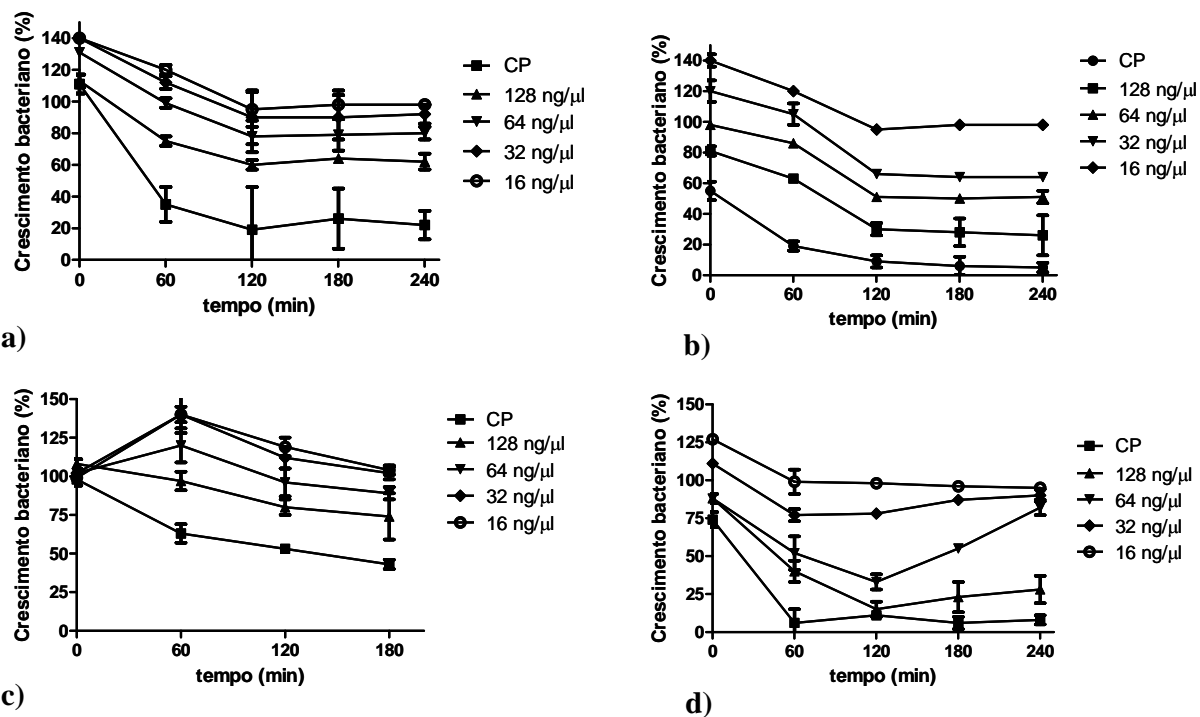 Crescimento bacteriano (%)
140
120
100
80
60
40
20
0
0 60 120 180 240
tempo (min)
CP
128 ng/μl
64 ng/μl
32 ng/μl
16 ng/μl
a)
Crescimento bacteriano (%)
140
120
100
80
60
40
20
0
0 60 120 180 240
tempo (min)
CP
128 ng/μl
64 ng/μl
32 ng/μl
16 ng/μl
b)
Crescimento bacteriano (%)
150
125
100
75
50
25
0
0 60 120 180
tempo (min)
CP
128 ng/μl
64 ng/μl
32 ng/μl
16 ng/μl
c)
Crescimento bacteriano (%)
150
125
100
75
50
25
0
0 60 120 180 240
tempo (min)
CP
128 ng/μl
64 ng/μl
32 ng/μl
16 ng/μl
d)